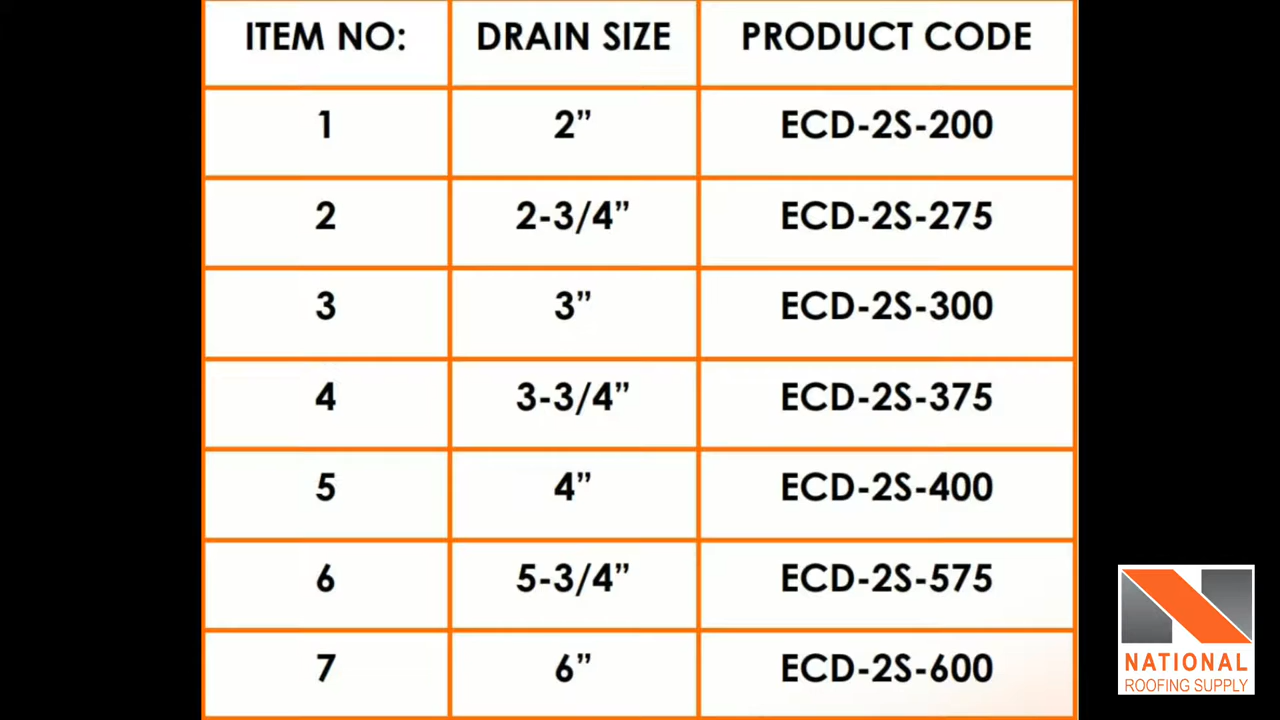 ITEM NO: DRAIN SIZE PRODUCT CODE
1 2” ECD-2S-200
2 2-3/4” ECD-2S-275
3 3” ECD-2S-300
4 3-3/4” ECD-2S-375
5 4” ECD-2S-400
6 5-3/4” ECD-2S-575
7 6” ECD-2S-600
NATIONAL
ROOFING SUPPLY